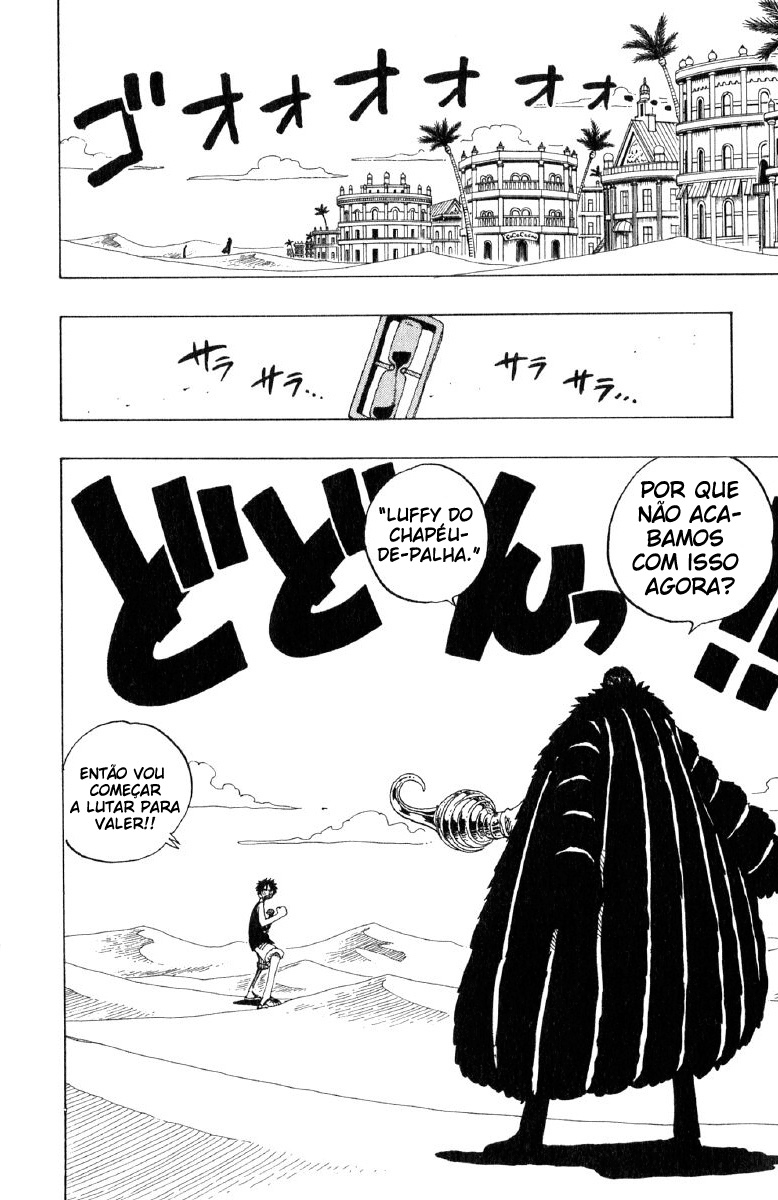 ゴオオオオオオ...
サラ
サラ...
サラ
サラ...
どどんっ!!
POR QUE
NÃO ACA-
BAMOS
COM ISSO
AGORA?
"LUFFY DO
CHAPÉU-
DE-PALHA."
ENTÃO VOU
COMEÇAR
A LUTAR PARA
VALER!!